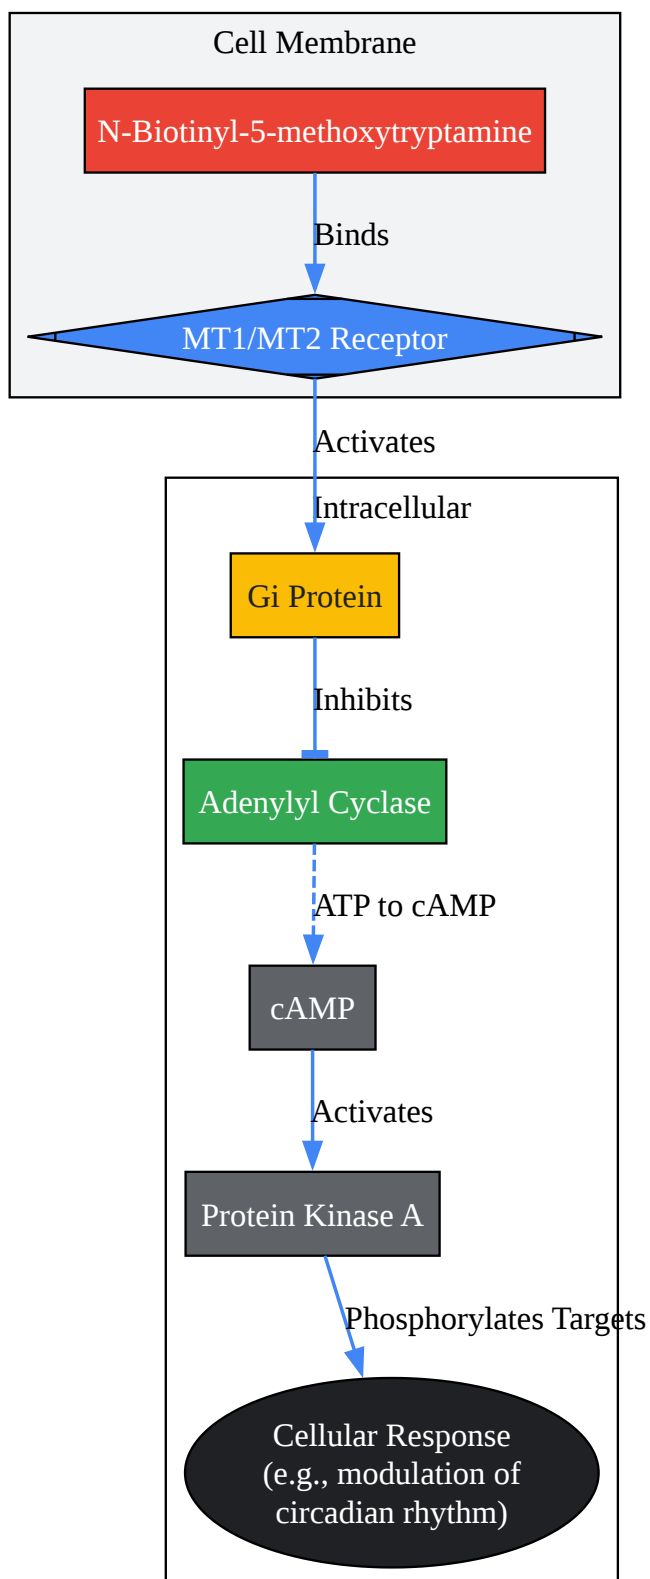 Cell Membrane
N-Biotinyl-5-methoxytryptamine
Binds
MT1/MT2 Receptor
Activates
Intracellular
Gi Protein
Inhibits
Adenylyl Cyclase
ATP to cAMP
cAMP
Activates
Protein Kinase A
Phosphorylates Targets
Cellular Response
(e.g., modulation of
circadian rhythm)